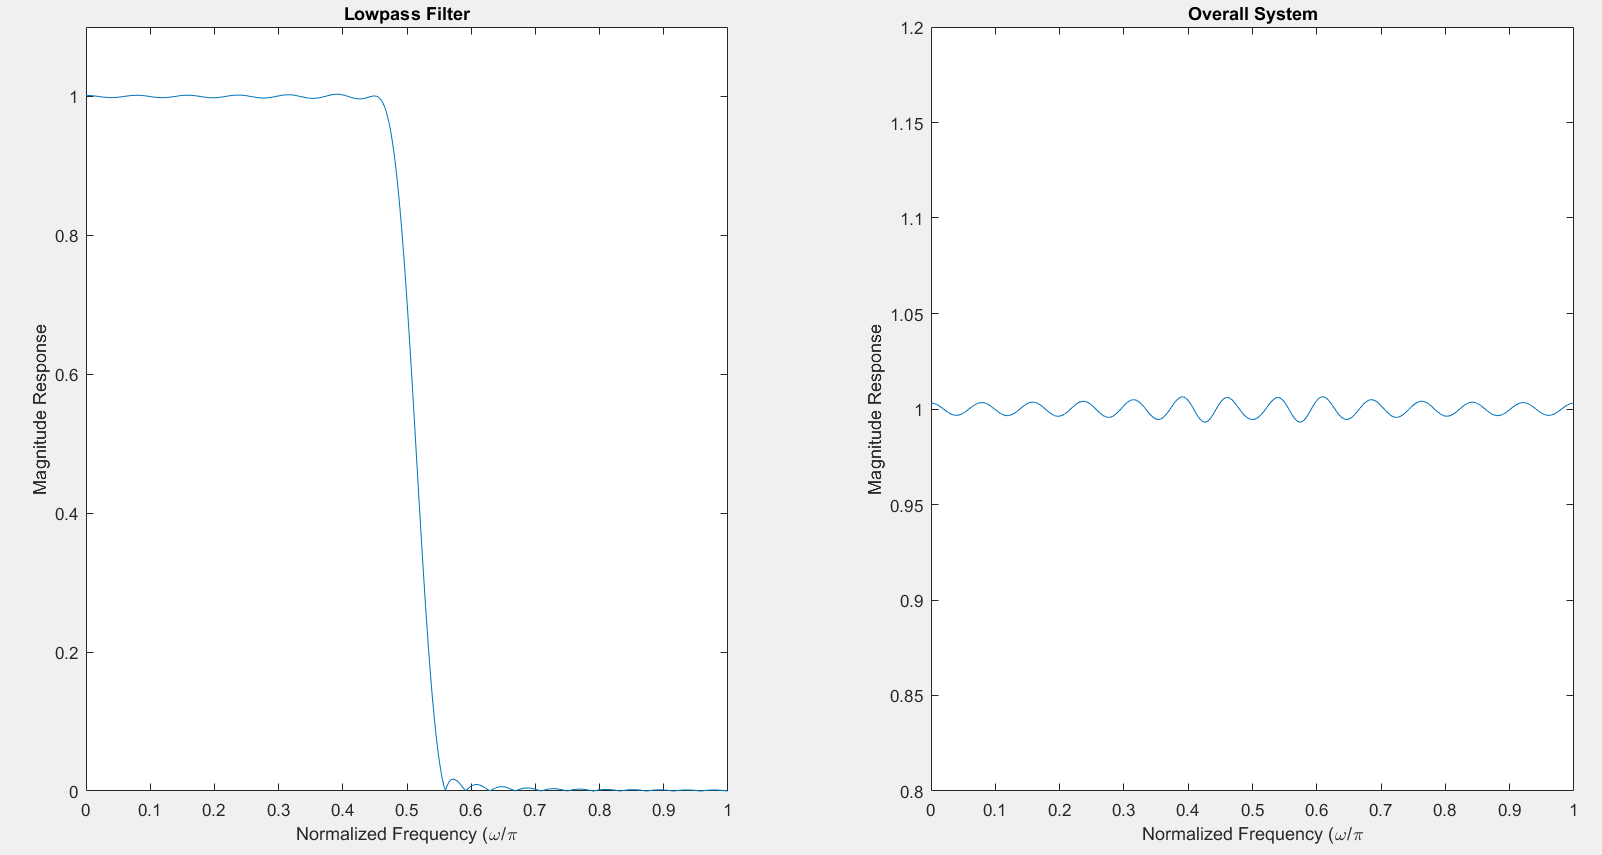 Lowpass Filter
Magnitude Response
1
0.8
0.6
0.4
0.2
0
0 0.1 0.2 0.3 0.4 0.5 0.6 0.7 0.8 0.9 1
Normalized Frequency (ω/π
Overall System
Magnitude Response
1.2
1.15
1.1
1.05
1
0.95
0.9
0.85
0.8
0 0.1 0.2 0.3 0.4 0.5 0.6 0.7 0.8 0.9 1
Normalized Frequency (ω/π